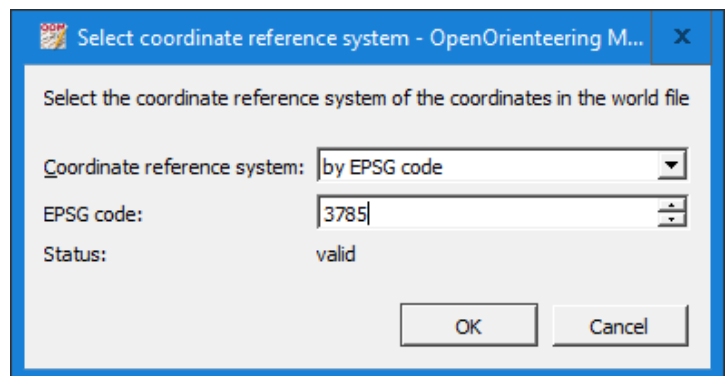 Select coordinate reference system - OpenOrienteering M...
Select the coordinate reference system of the coordinates in the world file
Coordinate reference system: by EPSG code
EPSG code: 3785
Status: valid
OK Cancel